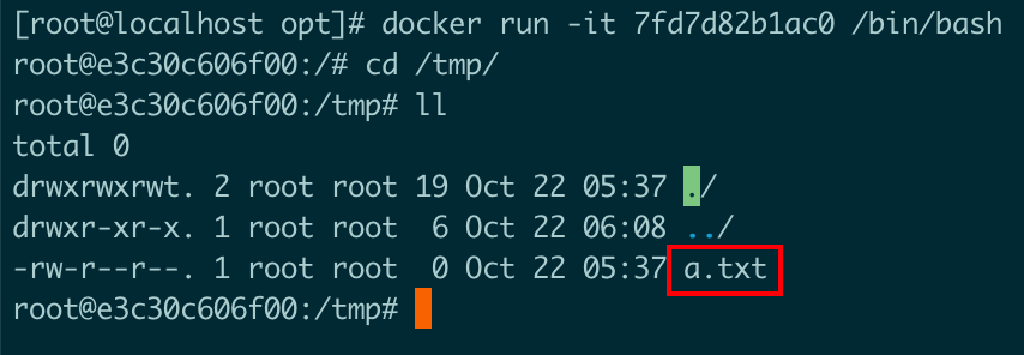 [root@localhost opt]# docker run -it 7fd7d82b1ac0 /bin/bash
root@e3c30c606f00:/# cd /tmp/
root@e3c30c606f00:/tmp# ll
total 0
drwxrwxrwt. 2 root root 19 Oct 22 05:37 ./
drwxr-xr-x. 1 root root  6 Oct 22 06:08 ../
-rw-r--r--. 1 root root  0 Oct 22 05:37 a.txt
root@e3c30c606f00:/tmp#